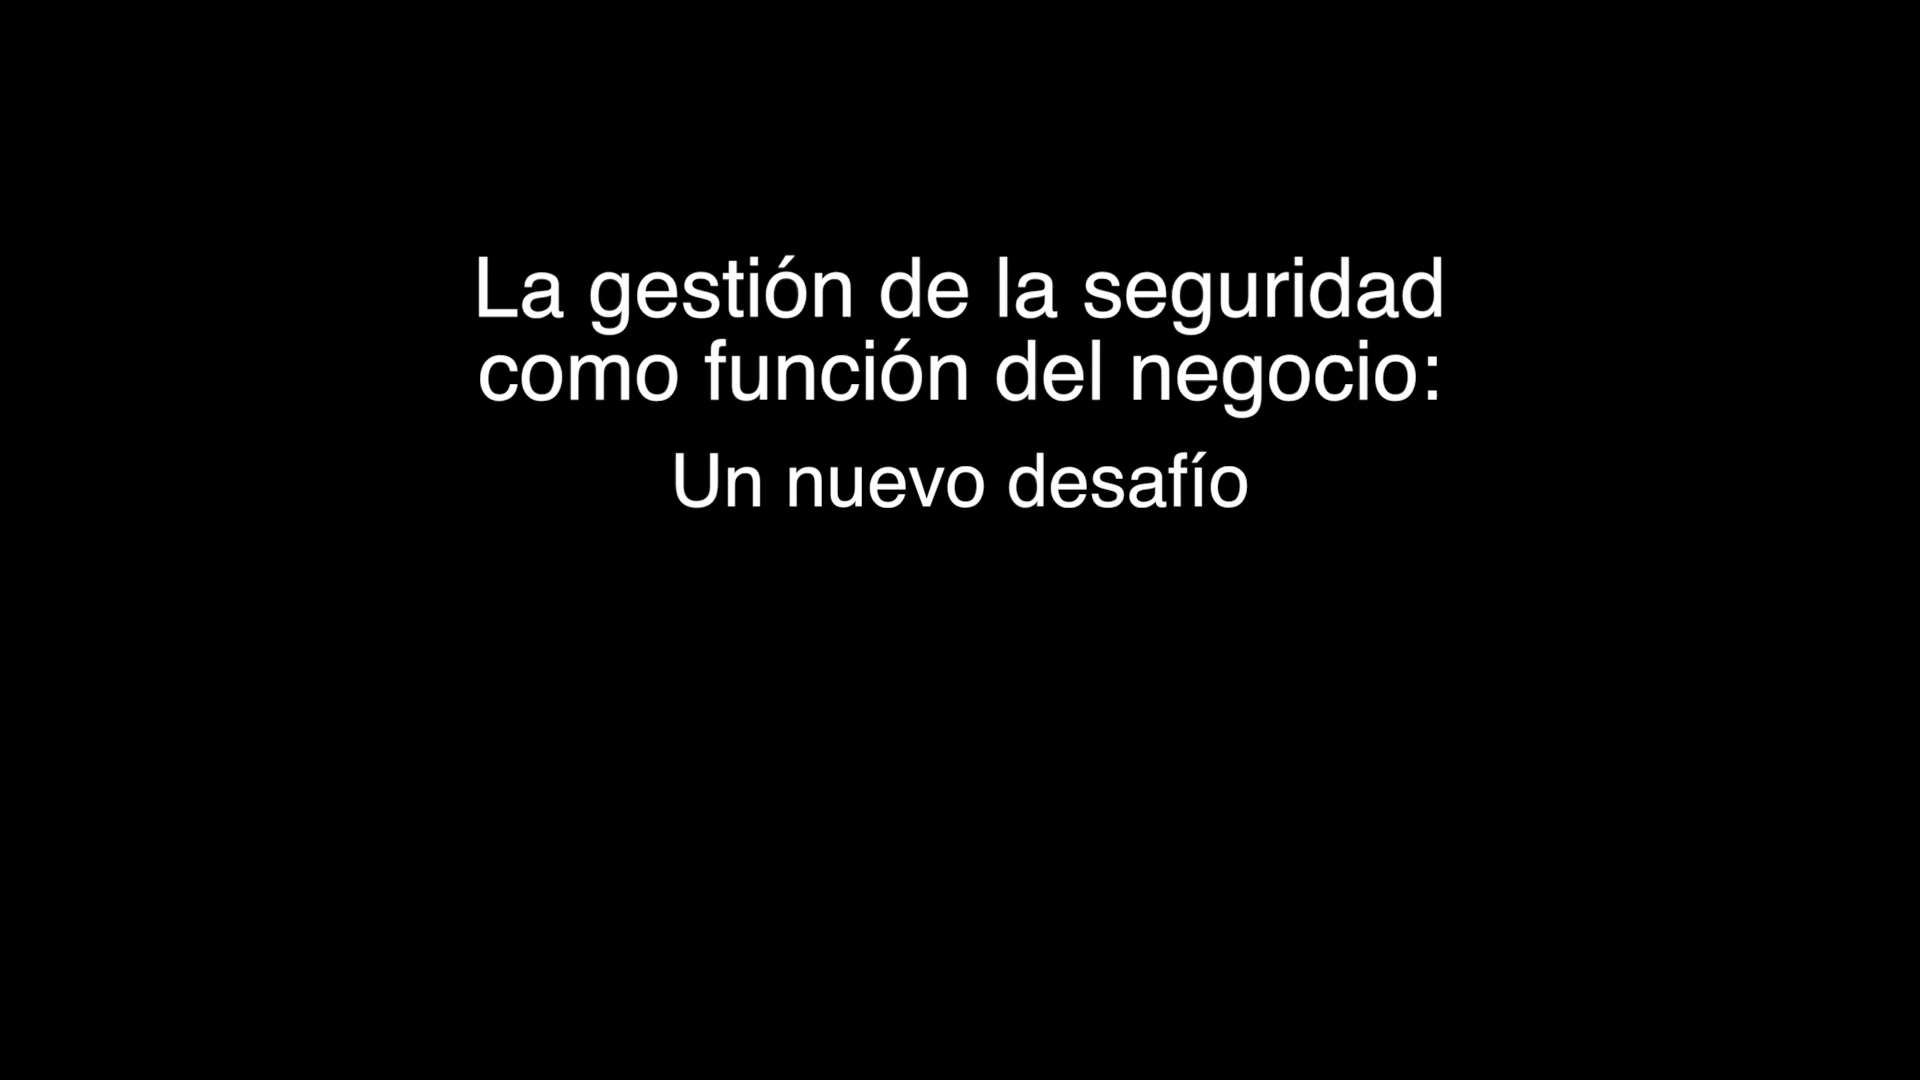 La gestión de la seguridad
como función del negocio:
Un nuevo desafío